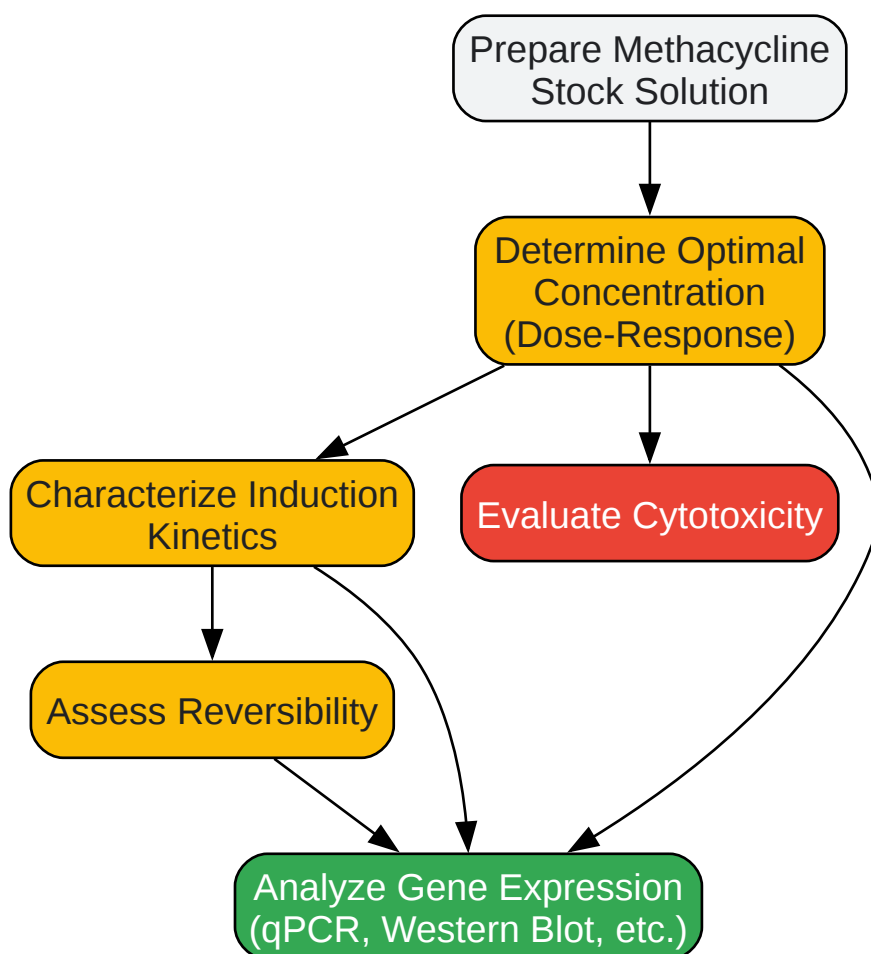 Prepare Methacycline
Stock Solution
Determine Optimal
Concentration
(Dose-Response)
Characterize Induction
Kinetics
Evaluate Cytotoxicity
Assess Reversibility
Analyze Gene Expression
(qPCR, Western Blot, etc.)